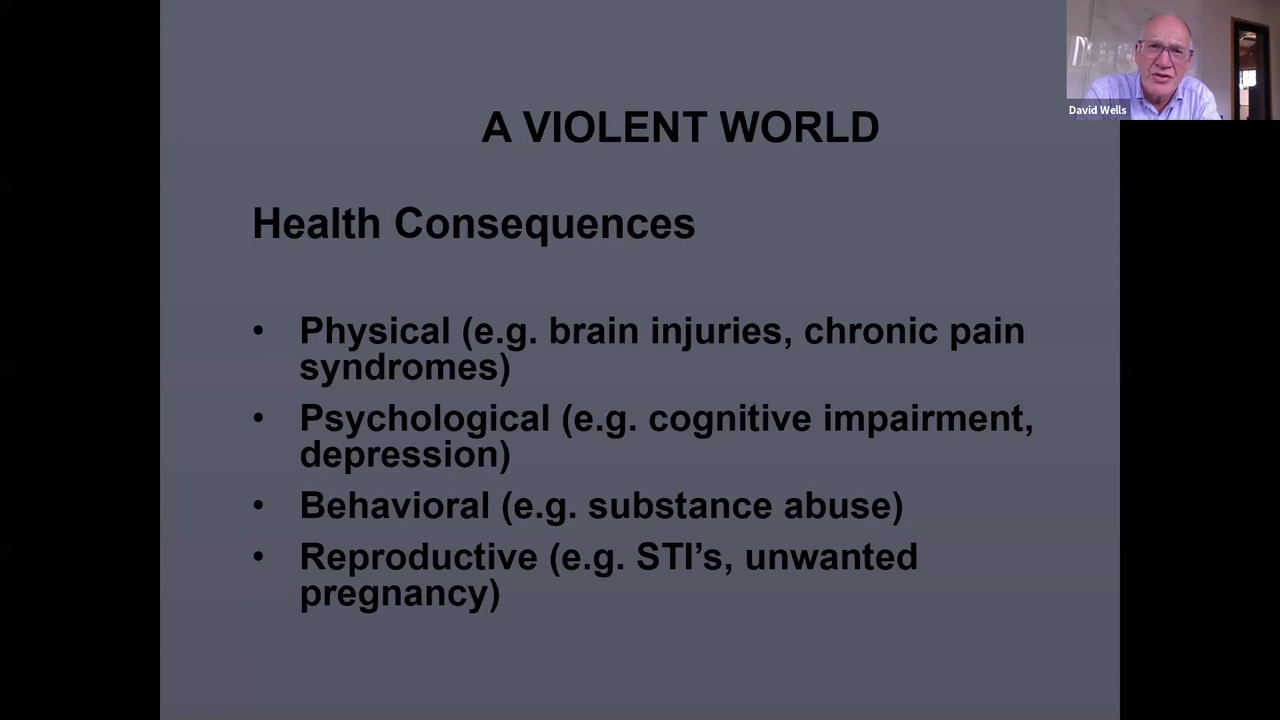 David Wells
A VIOLENT WORLD
Health Consequences
• Physical (e.g. brain injuries, chronic pain
syndromes)
• Psychological (e.g. cognitive impairment,
depression)
• Behavioral (e.g. substance abuse)
• Reproductive (e.g. STI’s, unwanted
pregnancy)